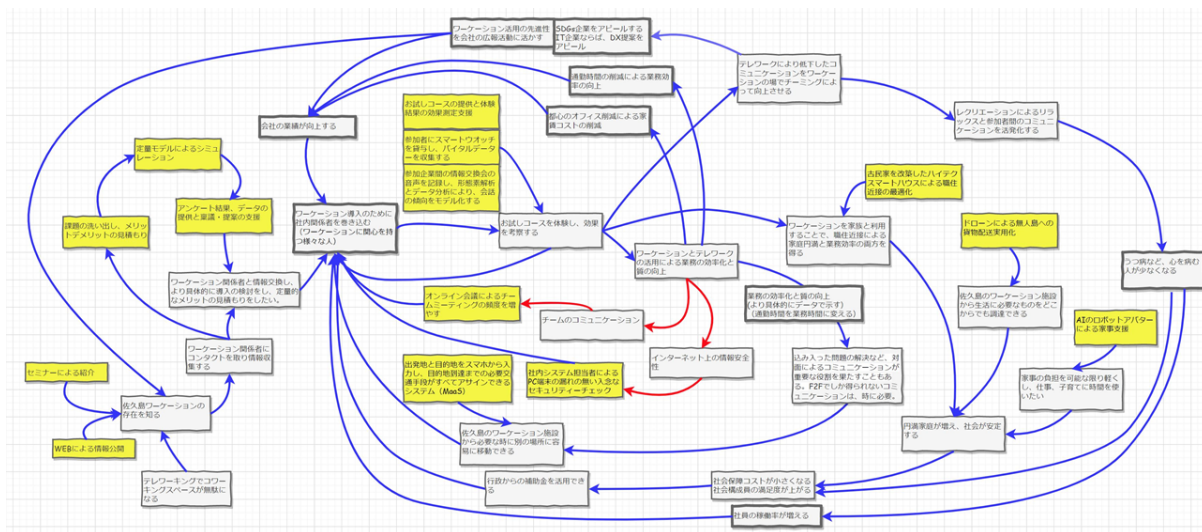 ワーケーション活用の先進性
を会社の広報活動に活かす
SDGs企業をアピールする
IT企業ならば、DX提案を
アピール
テレワークにより低下したコ
ミュニケーションをワーケー
ションの場でチーミングによ
って向上させる
通勤時間の削減による業務効
率の向上
都心のオフィス削減による家
賃コストの削減
会社の業績が向上する
お試しコースの提供と体験
結果の効果測定支援
参加者にスマートウオッチ
を貸与し、バイタルデーター
を収集する
参加企業間の情報交換会の
音声を記録し、形態素解析
とデータ分析により、会話
の傾向をモデル化する
レクリエーションによるリラ
ックスと参加者間のコミュニ
ケーションを活発化する
定量モデルによるシミュ
レーション
アンケート結果、データの
提供と稟議・提案の支援
課題の洗い出し、メリッ
トデメリットの見積もり
古民家を改築したハイテク
スマートハウスによる職住
近接の最適化
ワーケーション導入のために
社内関係者を巻き込む
(ワーケーションに関心を持
つ様々な人)
お試しコースを体験し、効果
を考察する
ワーケーションを家族と利用
することで、職住近接による
家庭円満と業務効率の両方を
得る
ドローンによる無人島への
貨物配送実用化
ワーケーションとテレワーク
の活用による業務の効率化と
質の向上
うつ病など、心を病む
人が少なくなる
ワーケーション関係者と情報交換し、
より具体的に導入の検討をし、定量的
なメリットの見積もりをしたい。
オンライン会議によるチー
ムミーティングの頻度を増
やす
業務の効率化と質の向上
(より具体的にデータで示す)
(通勤時間を業務時間に変える)
佐久島のワーケーション施設
から生活に必要なものをどこ
からでも調達できる
チームのコミュニケーション
AIのロボットアバター
による家事支援
ワーケーション関係者に
コンタクトを取り情報収
集する
インターネット上の情報安全
性
込み入った問題の解決など、対
面によるコミュニケーションが
重要な役割を果たすこともあ
る。F2Fでしか得られないコミ
ュニケーションは、時に必要。
出発地と目的地をスマホから入
力し、目的地到達までの必要交
通手段がすべてアサインできる
システム(MaaS)
社内システム担当者による
PC端末の漏れの無い入念な
セキュリティーチェック
セミナーによる紹介
家事の負担を可能な限り軽く
し、仕事、子育てに時間を使
いたい
佐久島ワーケーションの
存在を知る
円満家庭が増え、社会が安定
する
佐久島のワーケーション施設
から必要な時に別の場所に容
易に移動できる
WEBによる情報公開
テレワーキングでコワ
ーキングスペースが無駄に
なる
行政からの補助金を活用でき
る
社会保障コストが小さくなる
社会構成員の満足度が上がる
社員の稼働率が増える